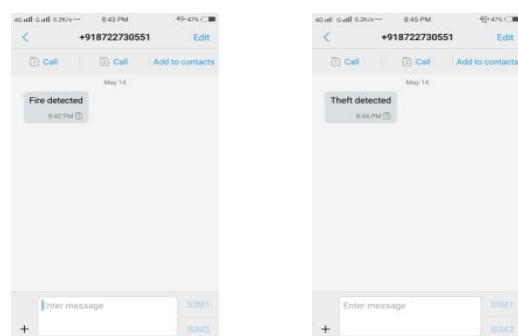 8:43 PM
+918722730551
Edit
Call
Call
Add to contacts
May 14
Fire detected
8:42 PM
Enter message
SIM1
SIM2
8:45 PM
+918722730551
Edit
Call
Call
Add to contacts
May 14
Theft detected
8:44 PM
Enter message
SIM1
SIM2